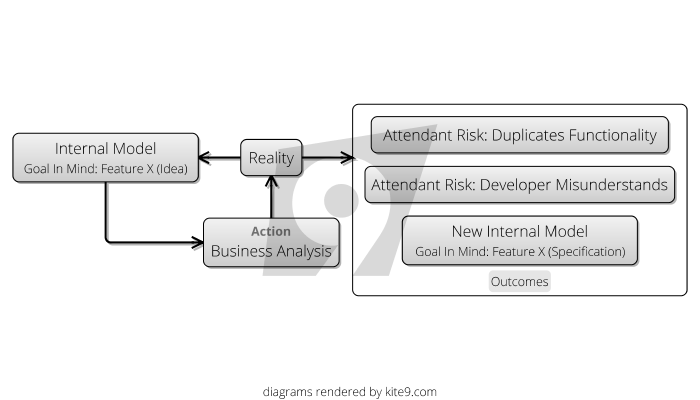 Internal Model
Goal In Mind: Feature X (Idea)
Reality
Action
Business Analysis
Attendant Risk: Duplicates Functionality
Attendant Risk: Developer Misunderstands
New Internal Model
Goal In Mind: Feature X (Specification)
Outcomes
diagrams rendered by kite9.com